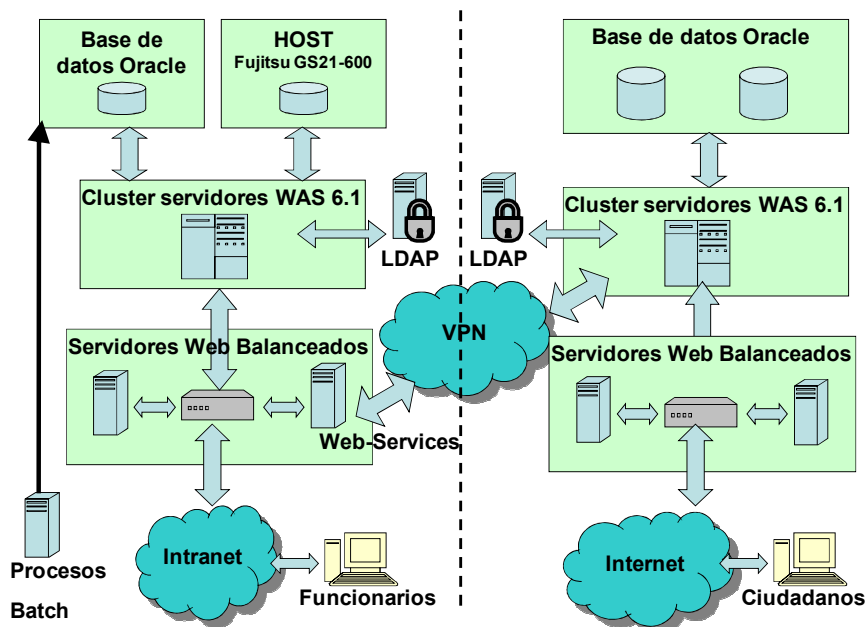 Base de
datos Oracle
HOST
Fujitsu GS21-600
Cluster servidores WAS 6.1
LDAP
Servidores Web Balanceados
Web-Services
Intranet
Funcionarios
Procesos
Batch
VPN
Base de datos Oracle
Cluster servidores WAS 6.1
LDAP
Servidores Web Balanceados
Internet
Ciudadanos